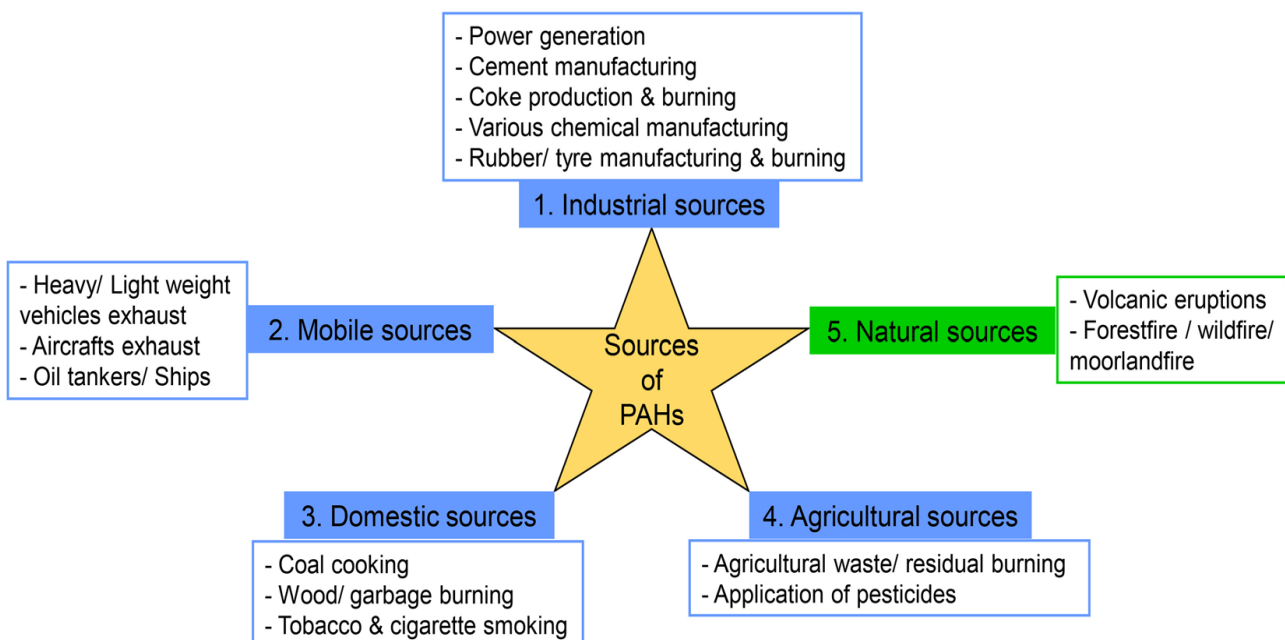 - Power generation
- Cement manufacturing
- Coke production & burning
- Various chemical manufacturing
- Rubber/ tyre manufacturing & burning
1. Industrial sources
- Heavy/ Light weight
vehicles exhaust
- Aircrafts exhaust
- Oil tankers/ Ships
2. Mobile sources
Sources
of
PAHs
5. Natural sources
- Volcanic eruptions
- Forestfire / wildfire/
moorlandfire
3. Domestic sources
- Coal cooking
- Wood/ garbage burning
- Tobacco & cigarette smoking
4. Agricultural sources
- Agricultural waste/ residual burning
- Application of pesticides